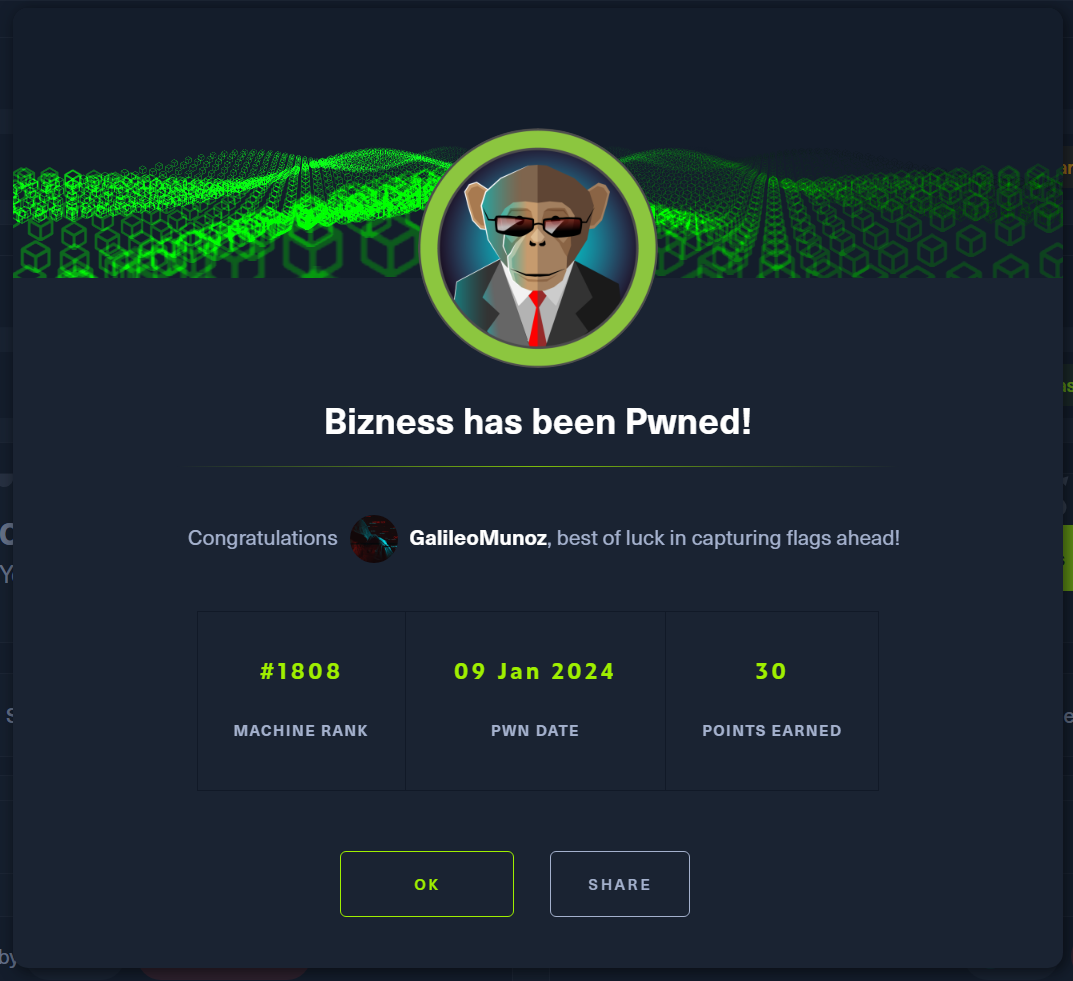 Bizness has been Pwned!
Congratulations GalileoMunoz, best of luck in capturing flags ahead!
#1808 09 Jan 2024 30
MACHINE RANK PWN DATE POINTS EARNED
OK SHARE
by